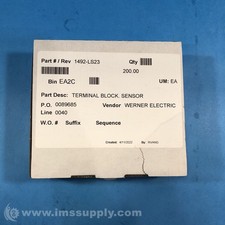 Part # / Rev 1492-LS23 Qty
200.00
Bin EA2C UM: EA
Part Desc: TERMINAL BLOCK, SENSOR
P.O. 0089685 Vendor WERNER ELECTRIC
Line 0040
W.O. # Suffix Sequence
Created:
www.imssupply.com